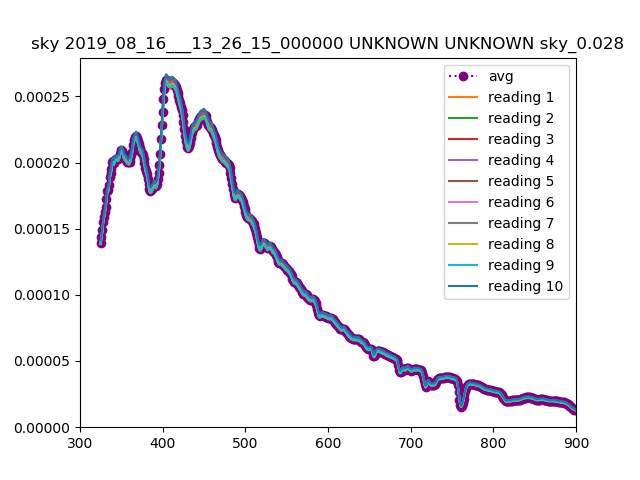 sky 2019_08_16___13_26_15_000000 UNKNOWN UNKNOWN sky_0.028
avg
reading 1
reading 2
reading 3
reading 4
reading 5
reading 6
reading 7
reading 8
reading 9
reading 10
0.00025
0.00020
0.00015
0.00010
0.00005
0.00000
300 400 500 600 700 800 900